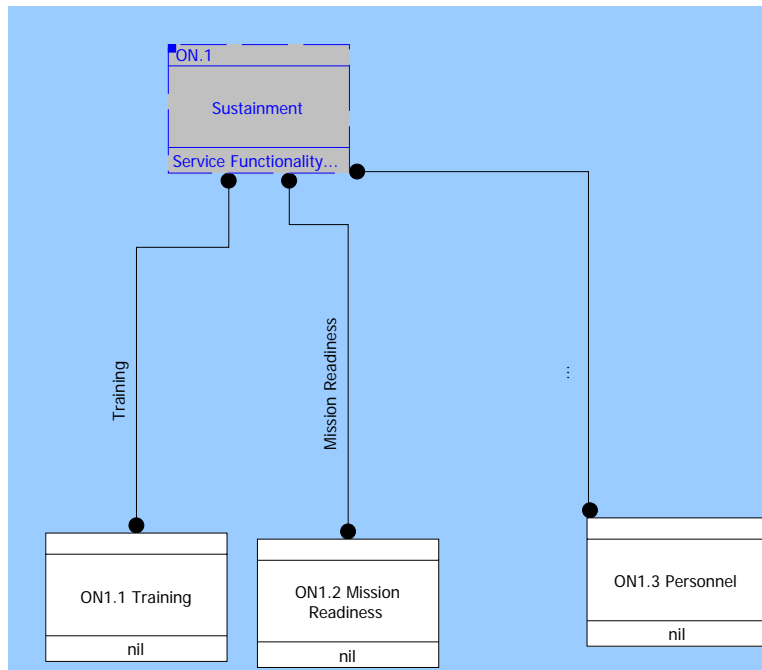 ON.1
Sustainment
Service Functionality...
Training
Mission Readiness
...
ON1.1 Training
nil
ON1.2 Mission
Readiness
nil
ON1.3 Personnel
nil